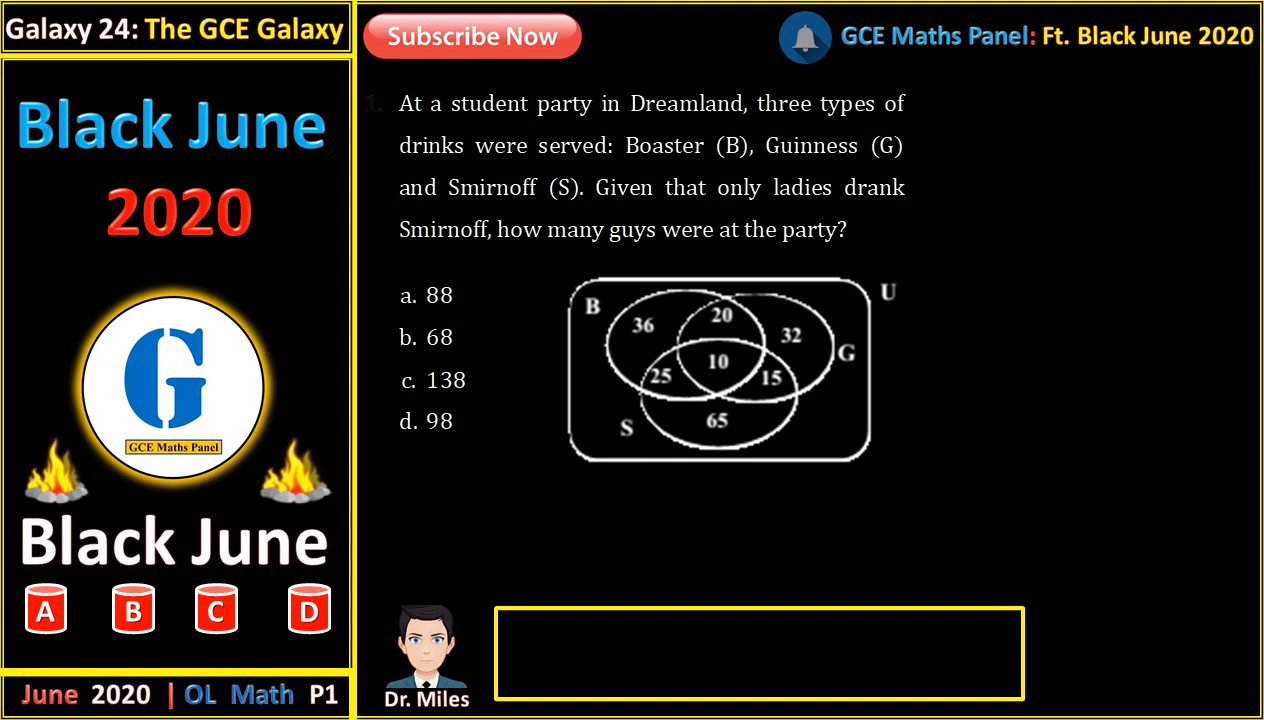 Galaxy 24: The GCE Galaxy
Subscribe Now
GCE Maths Panel: Ft. Black June 2020
Black June
2020
G
GCE Maths Panel
Black June
A B C D
June 2020 | OL Math P1
1. At a student party in Dreamland, three types of
drinks were served: Boaster (B), Guinness (G)
and Smirnoff (S). Given that only ladies drank
Smirnoff, how many guys were at the party?
a. 88
b. 68
c. 138
d. 98
U
B
20
36
32
G
10
25
15
S
65
Dr. Miles